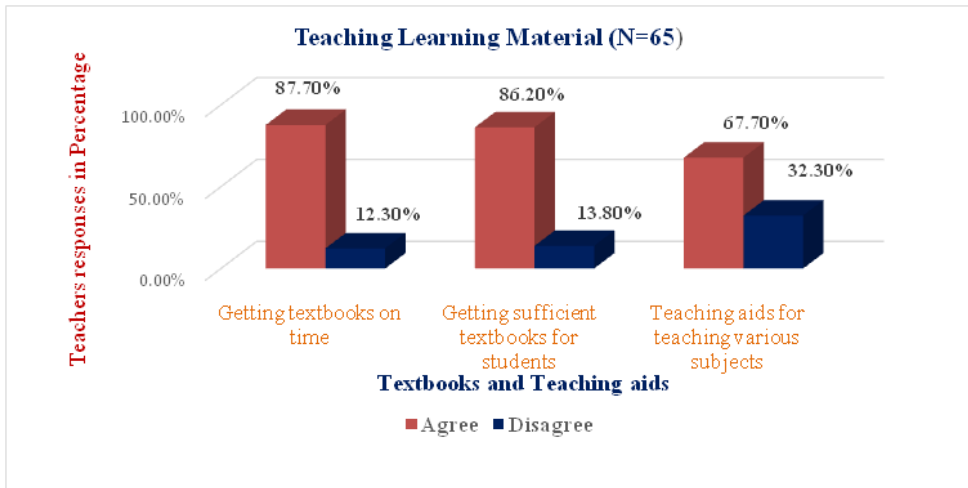 Teaching Learning Material (N=65)
Teachers responses in Percentage
100.00%
50.00%
0.00%
87.70%
12.30%
86.20%
13.80%
67.70%
32.30%
Getting textbooks on
time
Getting sufficient
textbooks for
students
Teaching aids for
teaching various
subjects
Textbooks and Teaching aids
Agree
Disagree